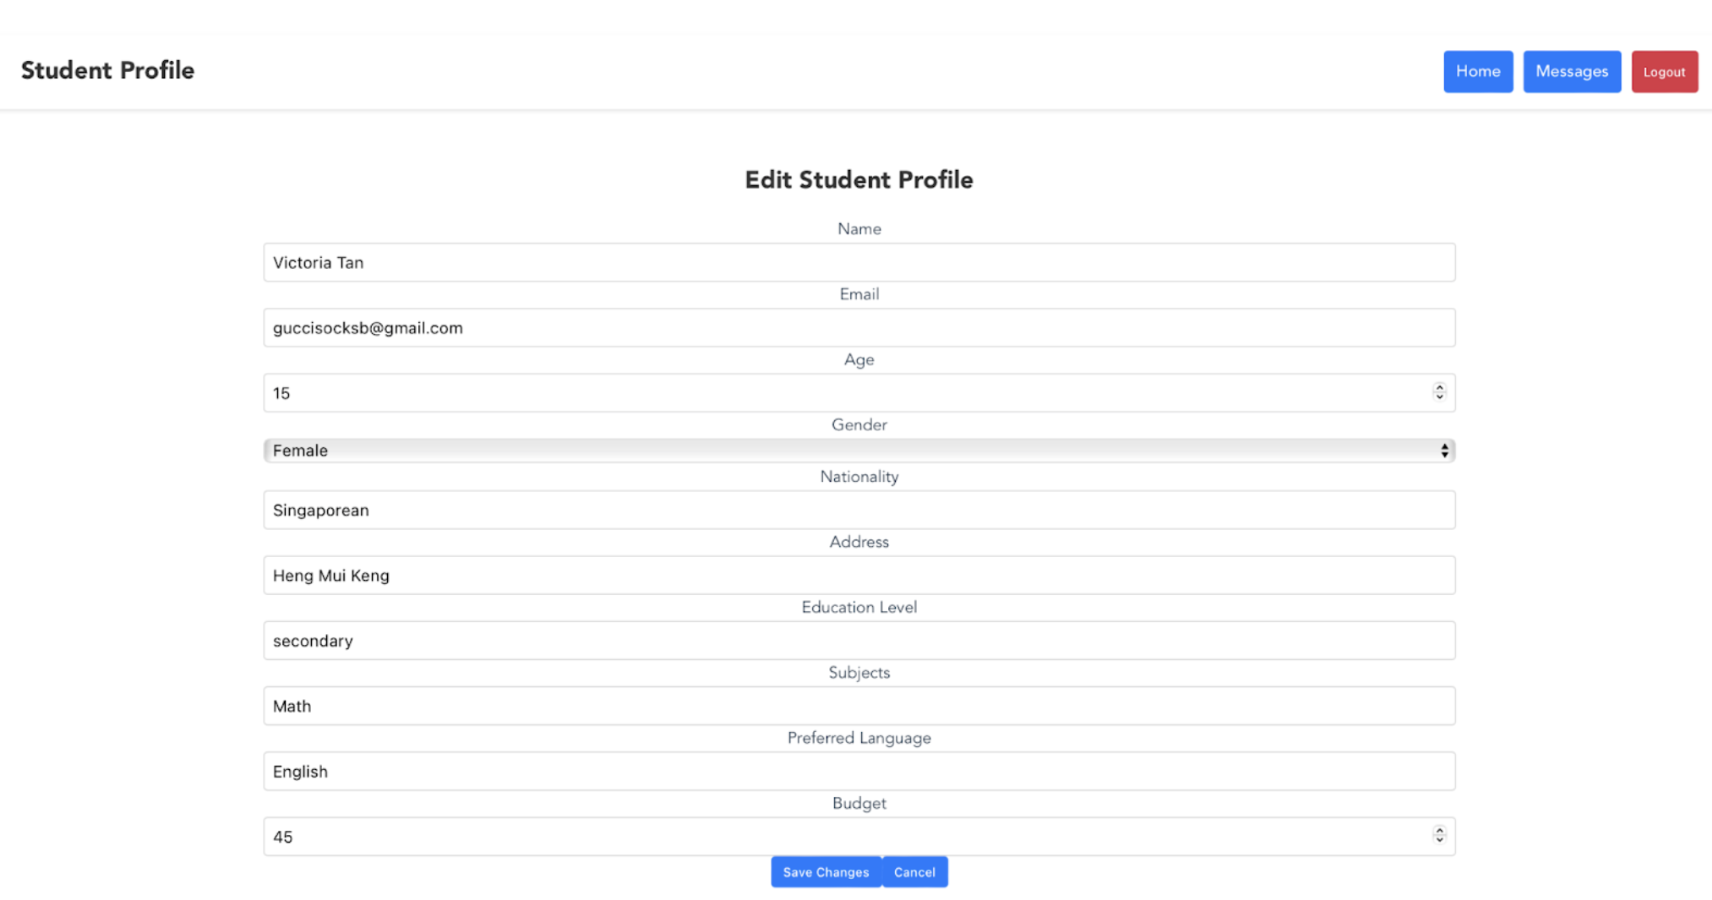 Student Profile
Home Messages Logout
Edit Student Profile
Name
Victoria Tan
Email
guccisocksb@gmail.com
Age
15
Gender
Female
Nationality
Singaporean
Address
Heng Mui Keng
Education Level
secondary
Subjects
Math
Preferred Language
English
Budget
45
Save Changes Cancel